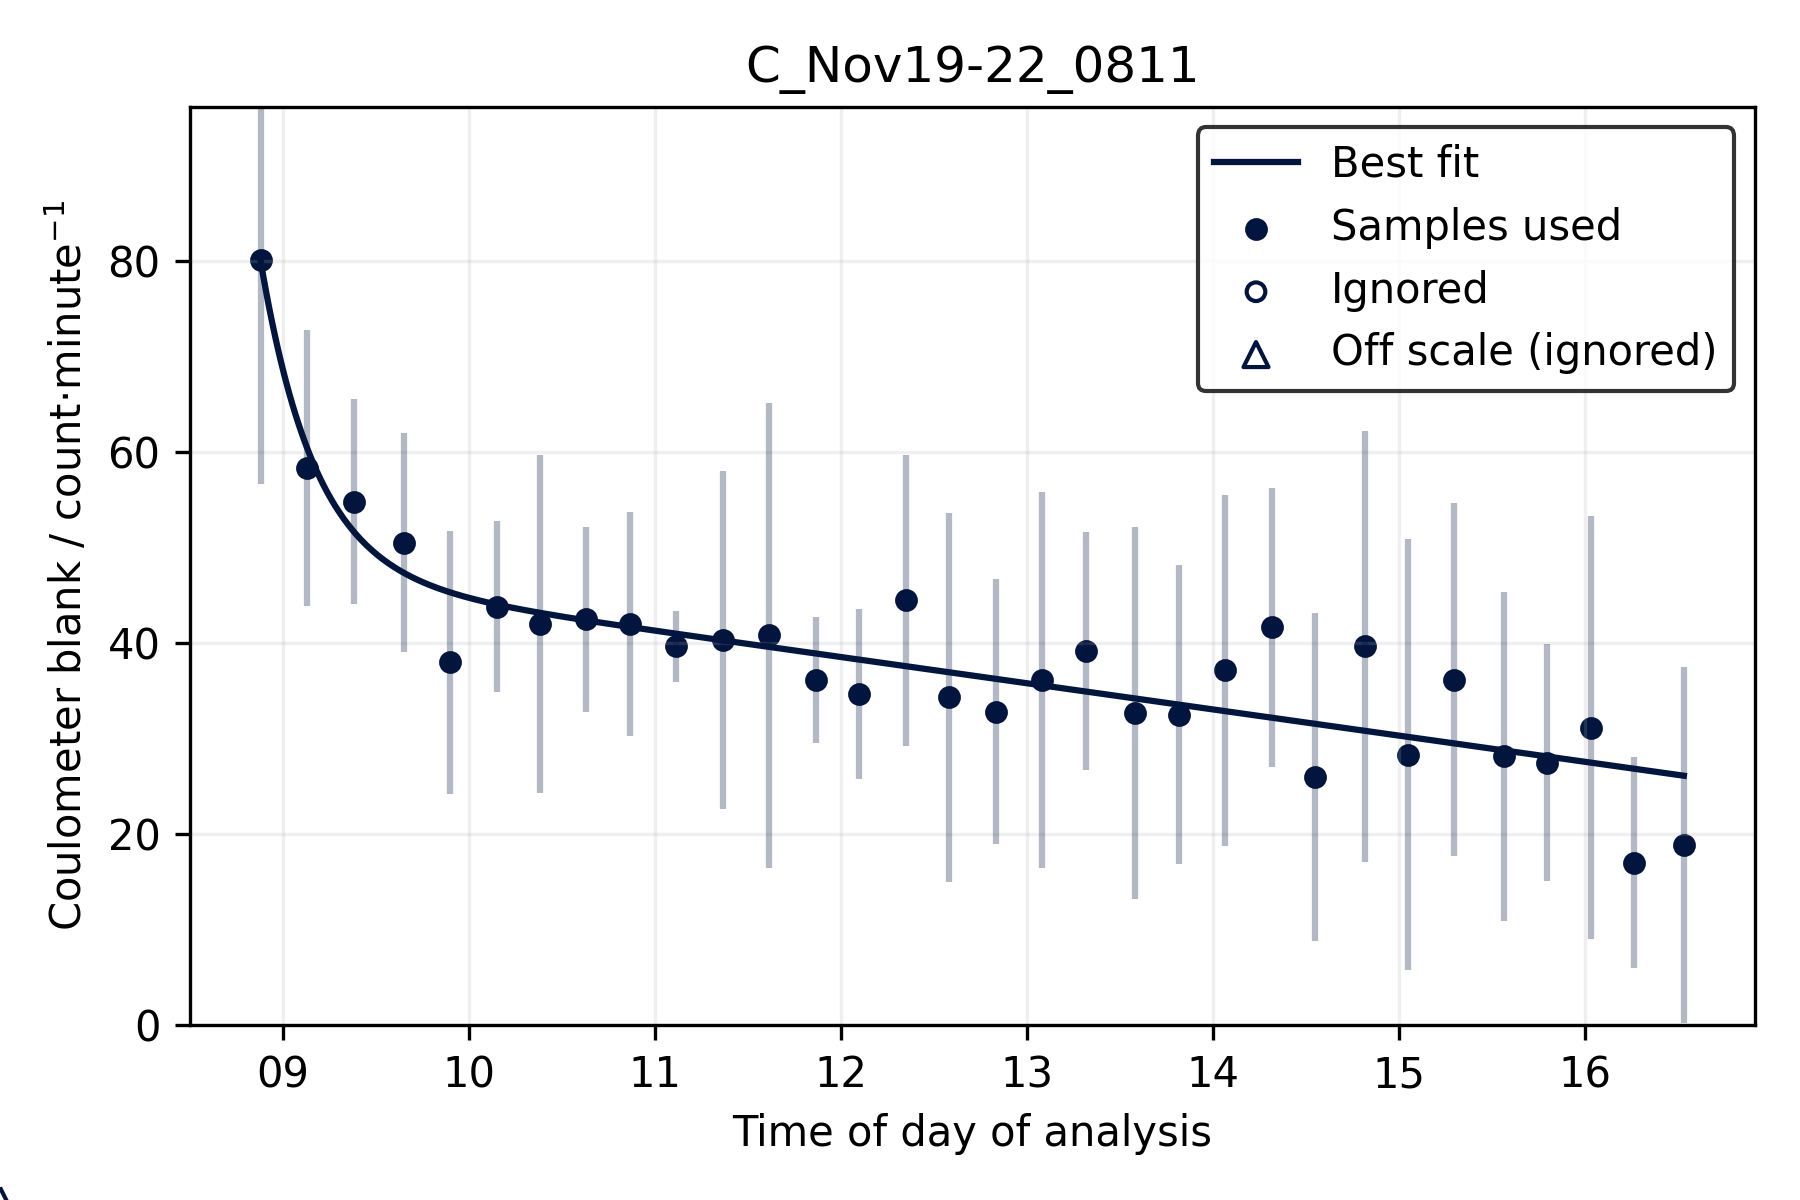 C_Nov19-22_0811
Coulometer blank / count·minute⁻¹
80
60
40
20
0
Best fit
Samples used
Ignored
Off scale (ignored)
09 10 11 12 13 14 15 16
Time of day of analysis